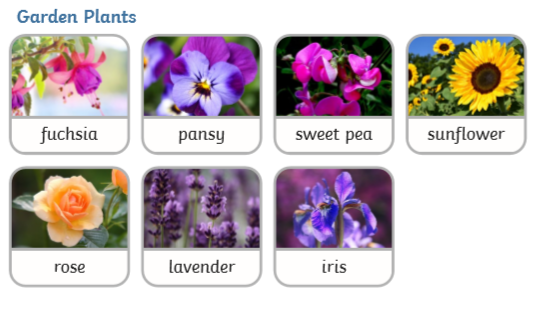 Garden Plants
fuchsia
pansy
sweet pea
sunflower
rose
lavender
iris